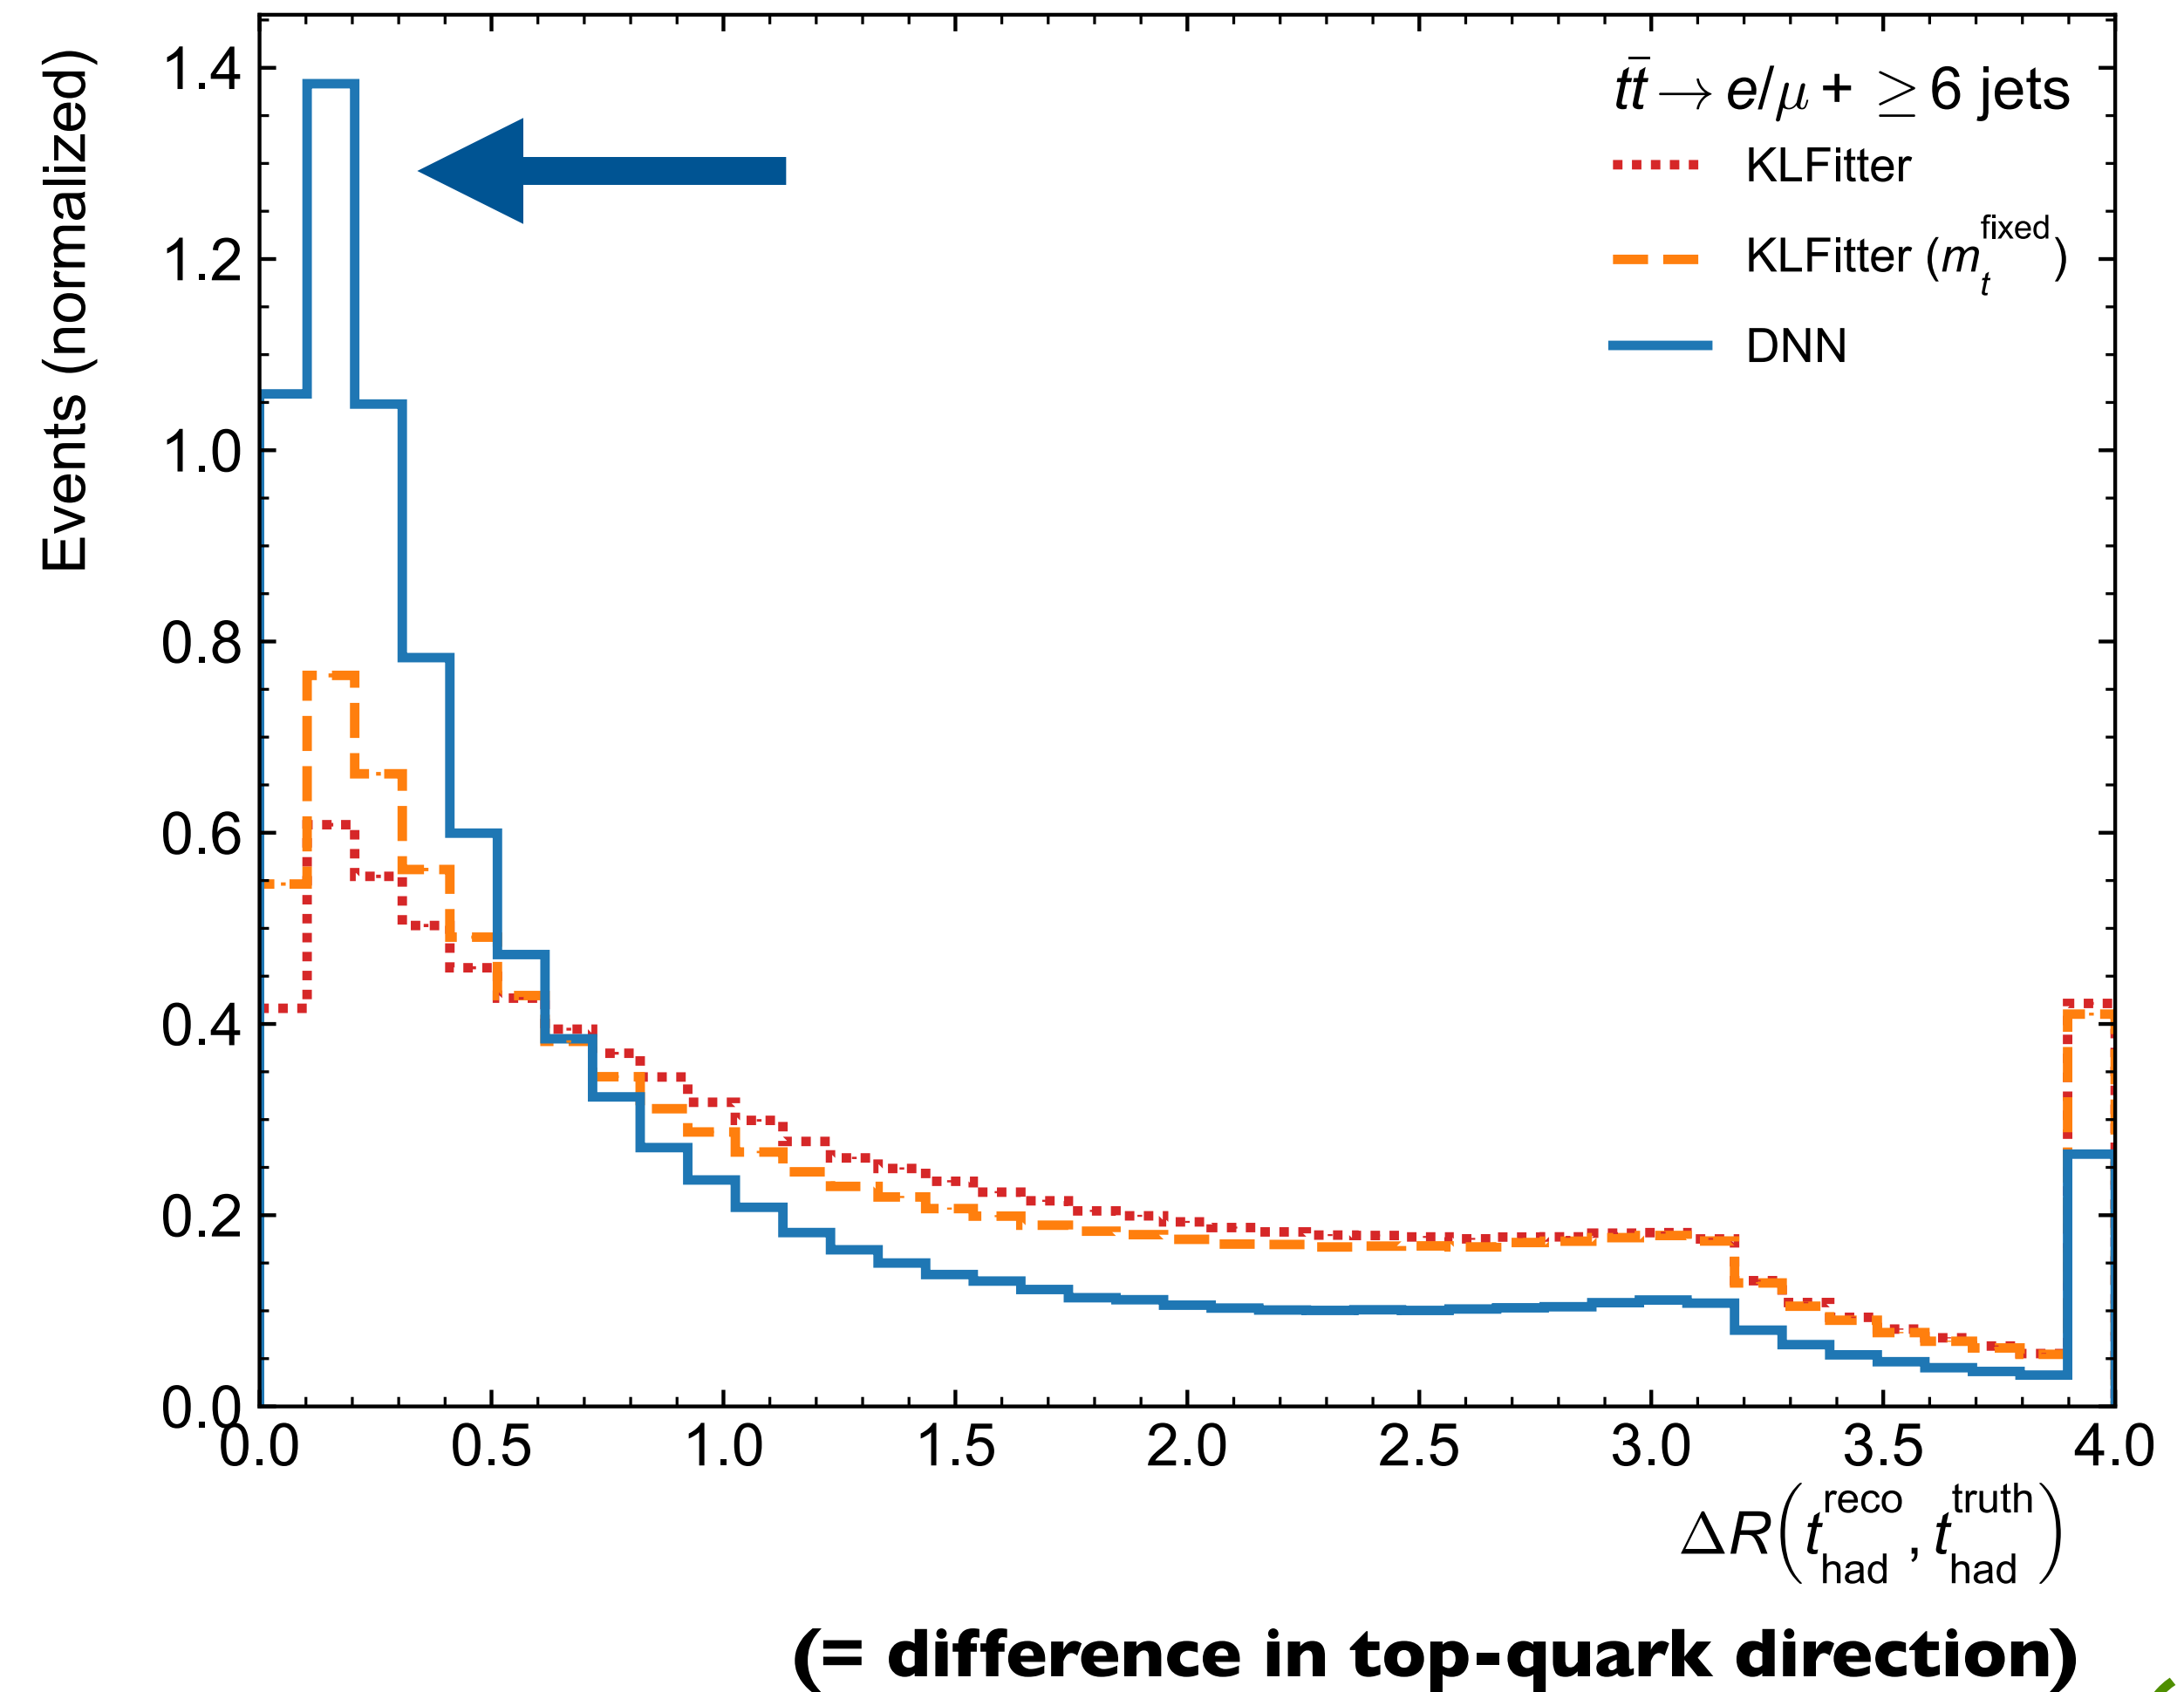 Events (normalized)
1.4
1.2
1.0
0.8
0.6
0.4
0.2
0.0
tt̄ → e/μ + ≥ 6 jets
KLFitter
KLFitter (m_t^fixed)
DNN
0.0 0.5 1.0 1.5 2.0 2.5 3.0 3.5 4.0
ΔR(t_had^reco, t_had^truth)
(= difference in top-quark direction)